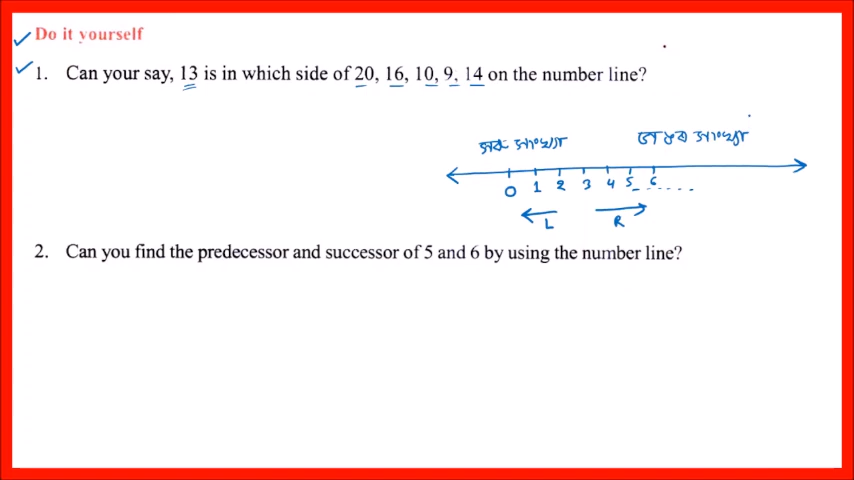 Do it yourself
1. Can your say, 13 is in which side of 20, 16, 10, 9, 14 on the number line?
সংখ্যা সংখ্যা
0 1 2 3 4 5 6 .....
L R
2. Can you find the predecessor and successor of 5 and 6 by using the number line?